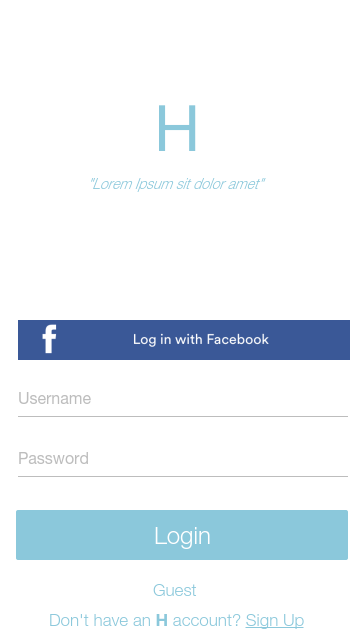 H
"Lorem Ipsum sit dolor amet"
f Log in with Facebook
Username
Password
Login
Guest
Don't have an H account? Sign Up